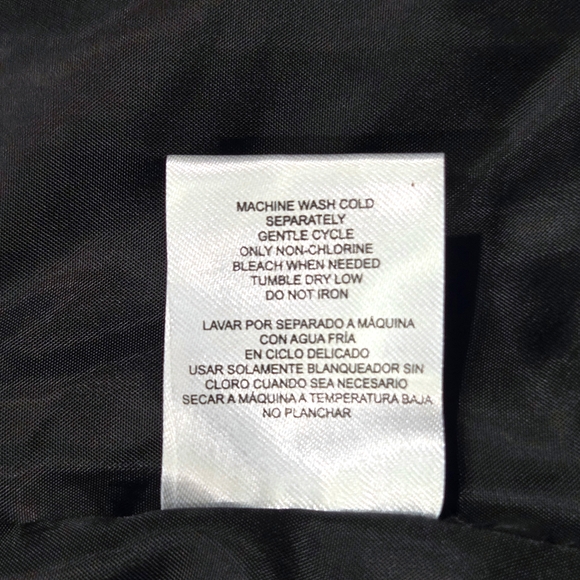 MACHINE WASH COLD
SEPARATELY
GENTLE CYCLE
ONLY NON-CHLORINE
BLEACH WHEN NEEDED
TUMBLE DRY LOW
DO NOT IRON
LAVAR POR SEPARADO A MÁQUINA
CON AGUA FRÍA
EN CICLO DELICADO
USAR SOLAMENTE BLANQUEADOR SIN
CLORO CUANDO SEA NECESARIO
SECAR A MÁQUINA A TEMPERATURA BAJA
NO PLANCHAR